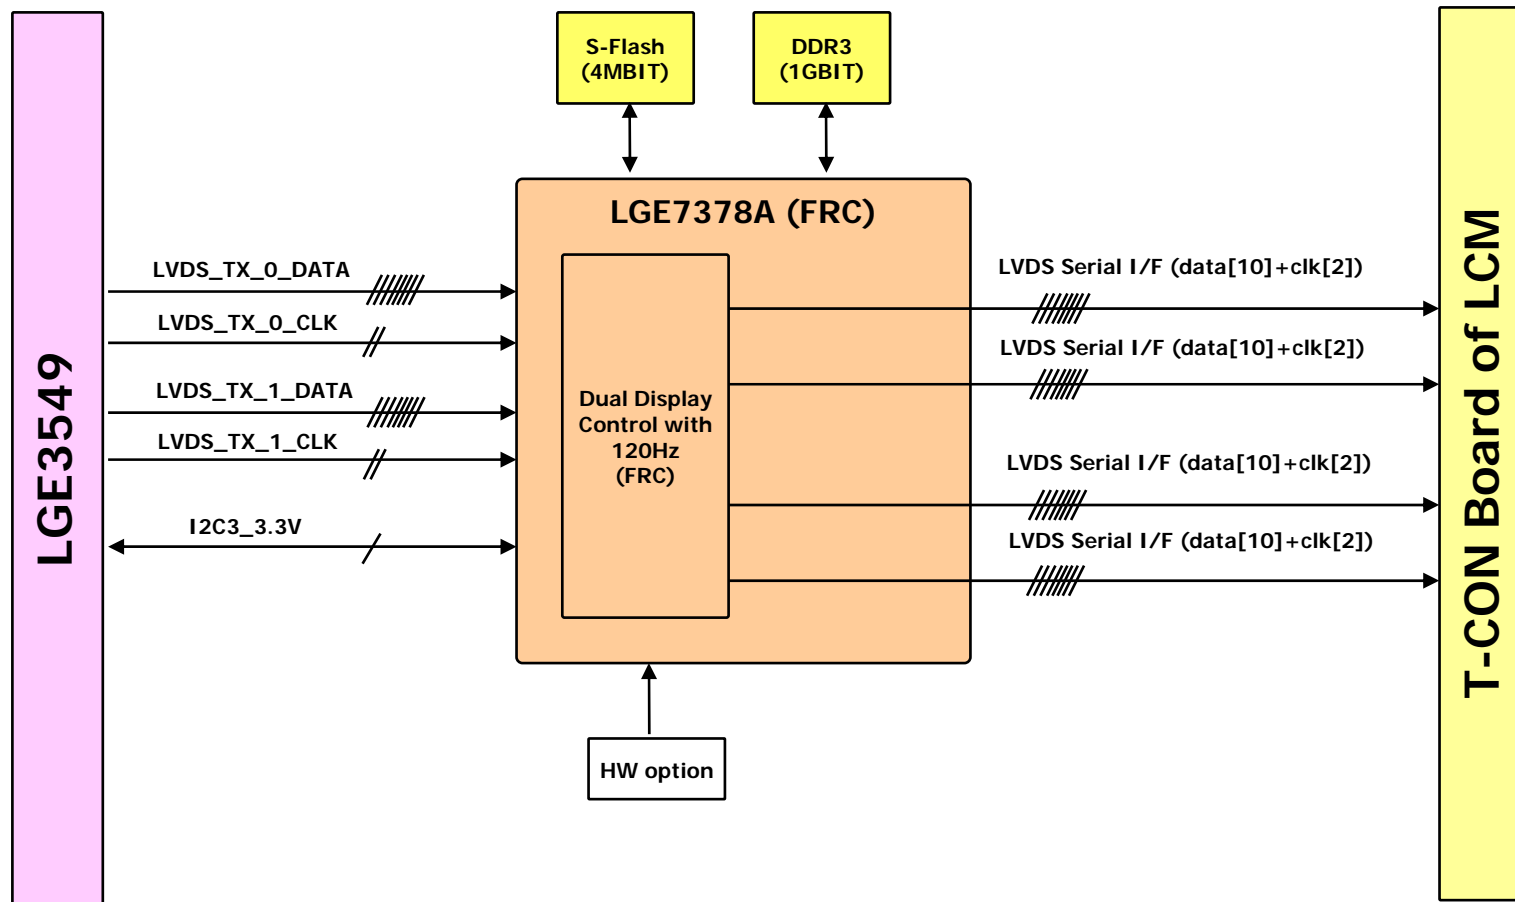 S-Flash
(4MBIT)
DDR3
(1GBIT)
LGE7378A (FRC)
LGE3549
LVDS_TX_0_DATA
LVDS_TX_0_CLK
LVDS_TX_1_DATA
LVDS_TX_1_CLK
I2C3_3.3V
Dual Display
Control with
120Hz
(FRC)
LVDS Serial I/F (data[10]+clk[2])
LVDS Serial I/F (data[10]+clk[2])
LVDS Serial I/F (data[10]+clk[2])
LVDS Serial I/F (data[10]+clk[2])
T-CON Board of LCM
HW option